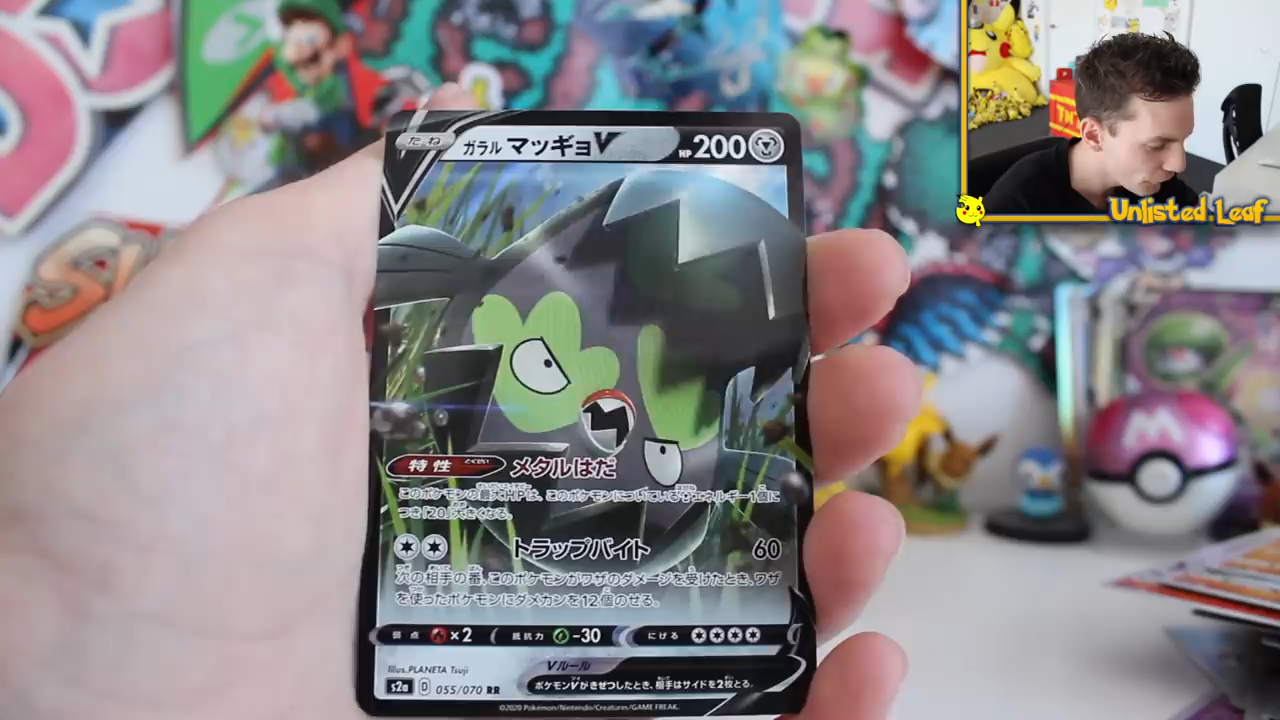 たね ガラル マッギョV HP 200
特性 とくせい メタルはだ
このポケモンの最大HPは、このポケモンについているエネルギー1個に
つき「20」大きくなる。
トラップバイト 60
次の相手の番、このポケモンがワザのダメージを受けたとき、ワザ
を使ったポケモンにダメカンを12個のせる。
弱点 ×2 抵抗力 -30 にげる
Illus. PLANETA Tsuji
Vルール
ポケモンVがきぜつしたとき、相手はサイドを2枚とる。
s2a D 055/070 RR
©2020 Pokémon/Nintendo/Creatures/GAME FREAK.
Unlisted Leaf